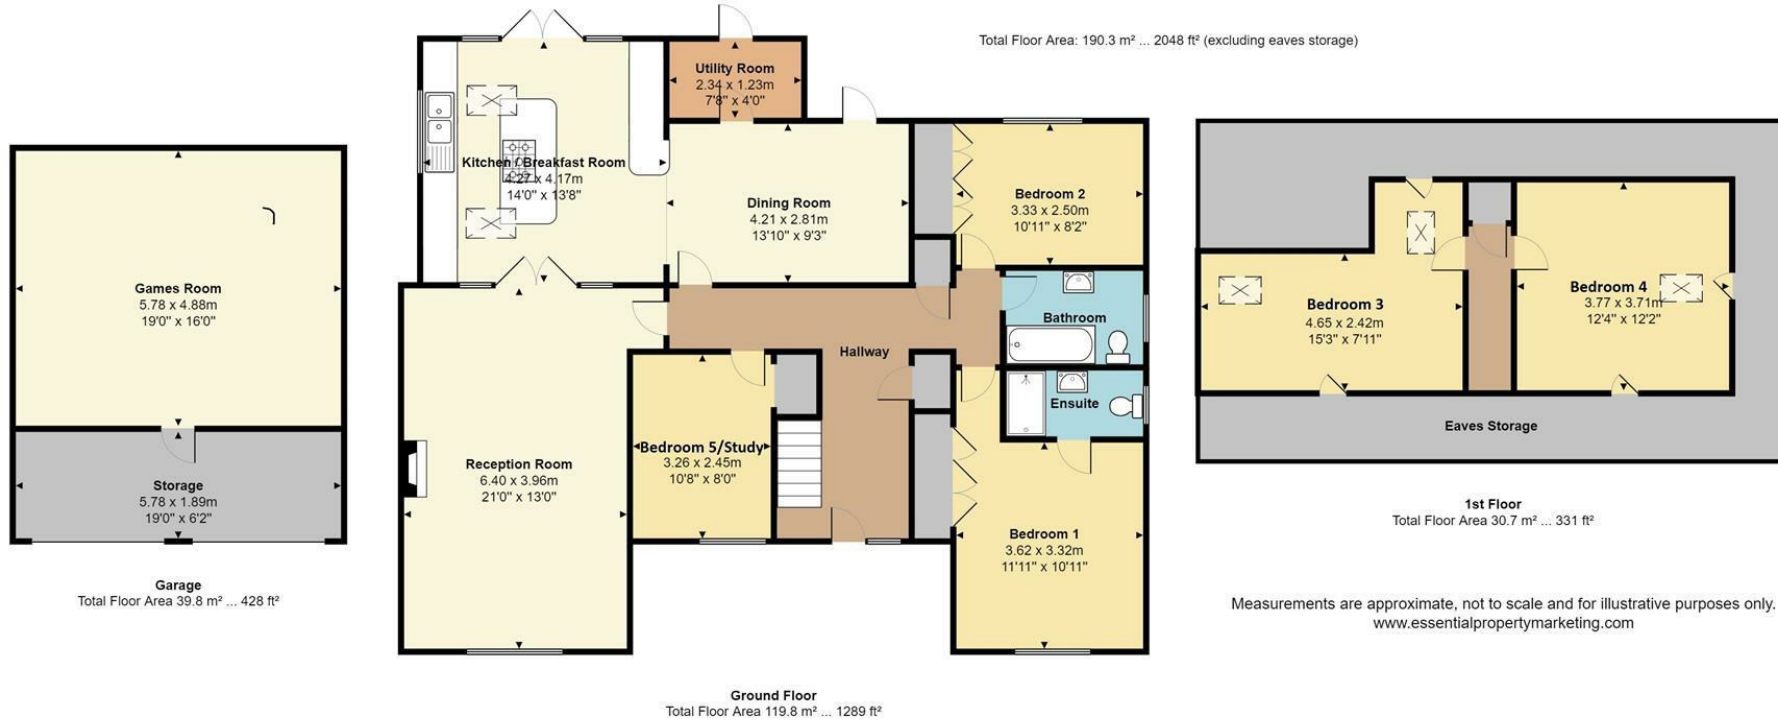 Total Floor Area: 190.3 m² ... 2048 ft² (excluding eaves storage)
Games Room
5.78 x 4.88m
19'0" x 16'0"
Storage
5.78 x 1.89m
19'0" x 6'2"
Garage
Total Floor Area 39.8 m² ... 428 ft²
Utility Room
2.34 x 1.23m
7'8" x 4'0"
Kitchen / Breakfast Room
4.27 x 4.17m
14'0" x 13'8"
Dining Room
4.21 x 2.81m
13'10" x 9'3"
Bedroom 2
3.33 x 2.50m
10'11" x 8'2"
Bathroom
Hallway
Ensuite
Reception Room
6.40 x 3.96m
21'0" x 13'0"
Bedroom 5/Study
3.26 x 2.45m
10'8" x 8'0"
Bedroom 1
3.62 x 3.32m
11'11" x 10'11"
Ground Floor
Total Floor Area 119.8 m² ... 1289 ft²
Bedroom 3
4.65 x 2.42m
15'3" x 7'11"
Bedroom 4
3.77 x 3.71m
12'4" x 12'2"
Eaves Storage
1st Floor
Total Floor Area 30.7 m² ... 331 ft²
Measurements are approximate, not to scale and for illustrative purposes only.
www.essentialpropertymarketing.com